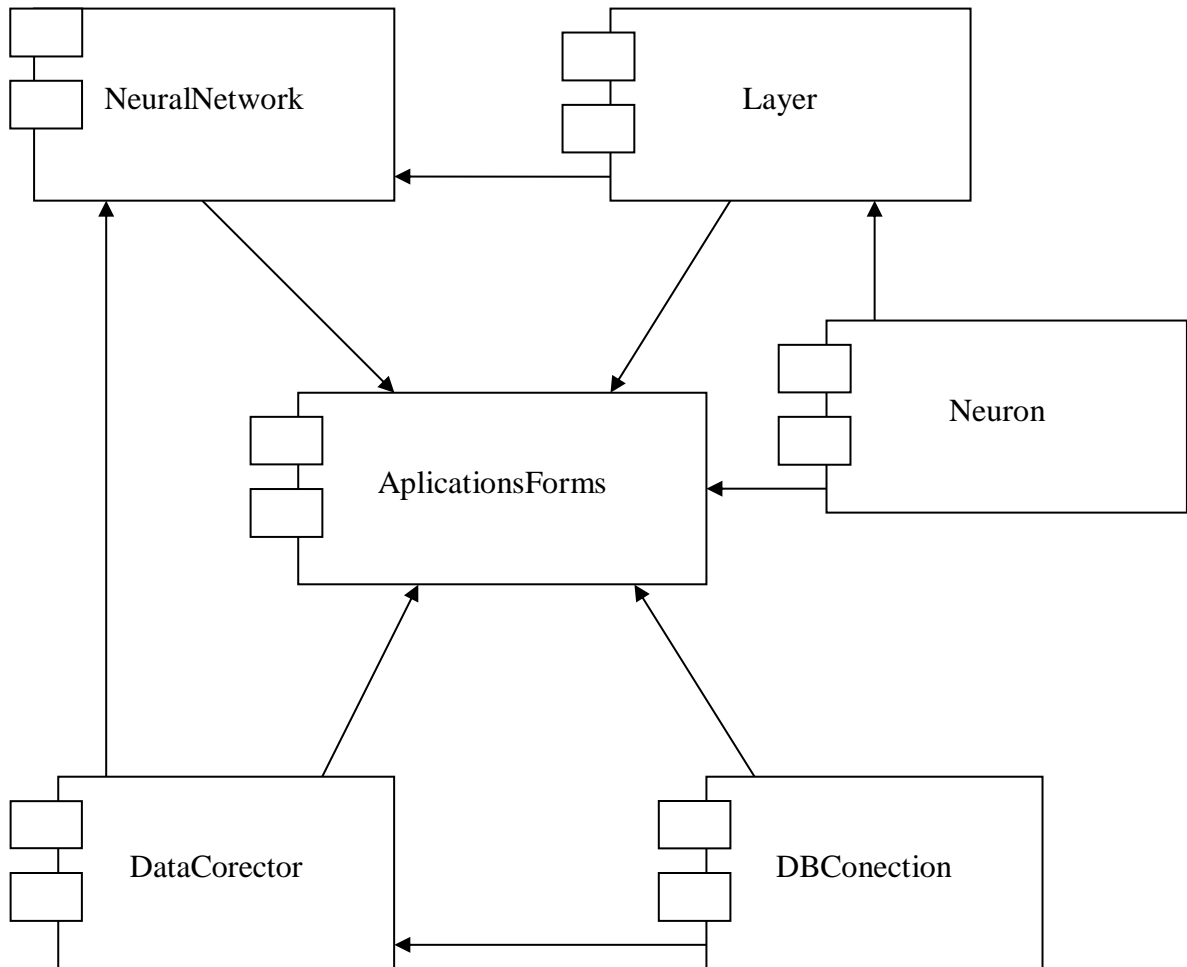 NeuralNetwork
Layer
Neuron
AplicationsForms
DataCorector
DBConection